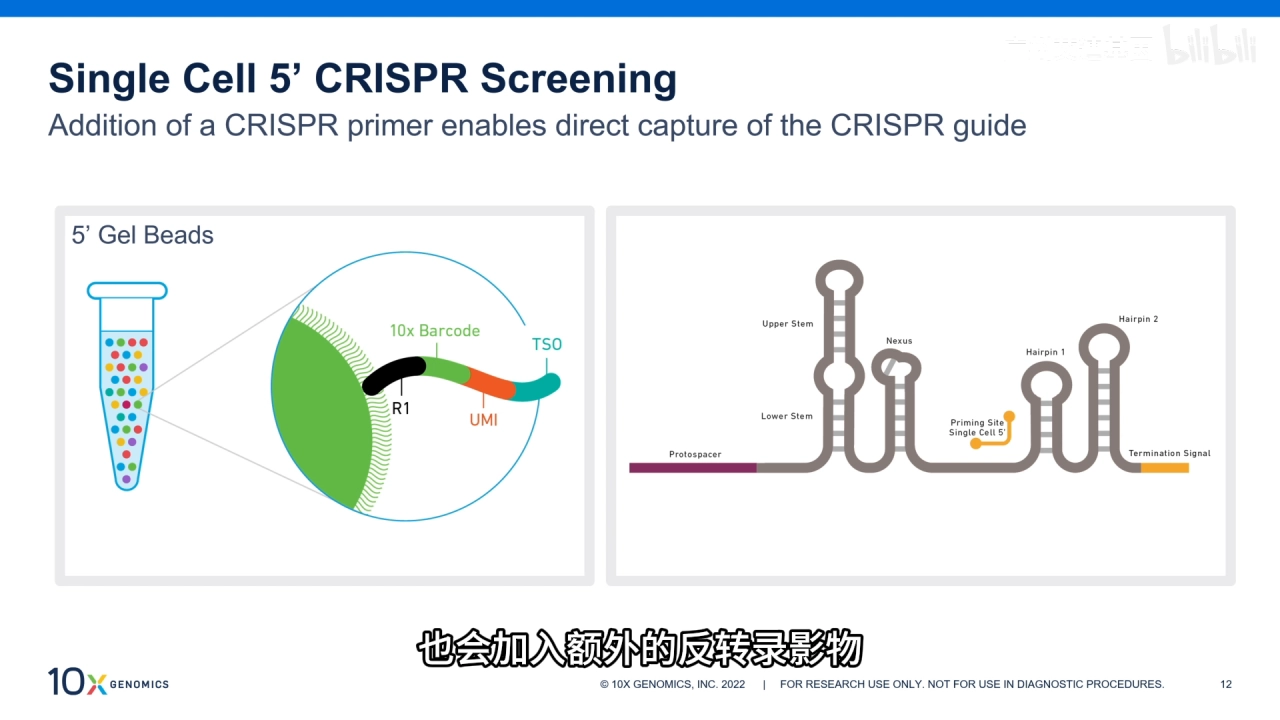 bilibili
Single Cell 5’ CRISPR Screening
Addition of a CRISPR primer enables direct capture of the CRISPR guide
5’ Gel Beads
10x Barcode
TSO
R1
UMI
Upper Stem
Nexus
Hairpin 2
Hairpin 1
Lower Stem
Priming Site
Single Cell 5'
Protospacer
Termination Signal
也会加入额外的反转录影物
10X GENOMICS
© 10X GENOMICS, INC. 2022 | FOR RESEARCH USE ONLY. NOT FOR USE IN DIAGNOSTIC PROCEDURES. 12